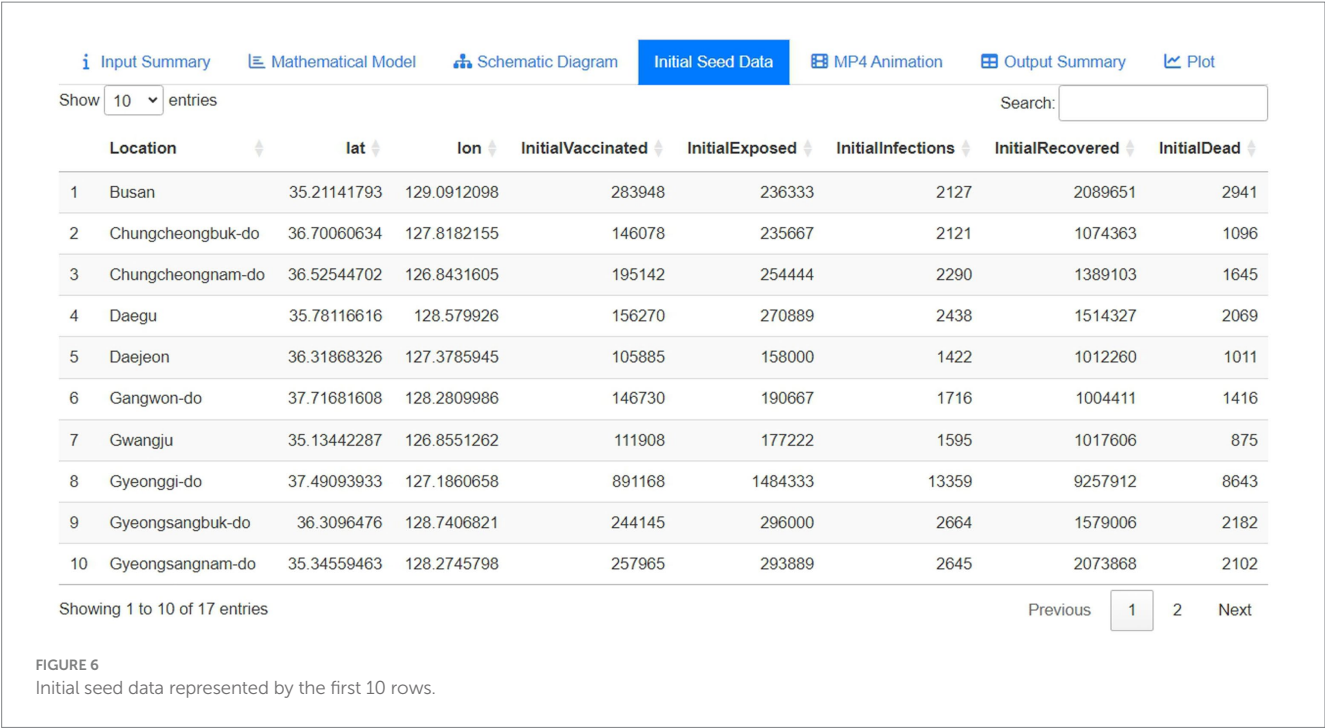 Input Summary Mathematical Model Schematic Diagram Initial Seed Data MP4 Animation Output Summary Plot
Show 10 entries Search:
Location lat lon InitialVaccinated InitialExposed InitialInfections InitialRecovered InitialDead
1 Busan 35.21141793 129.0912098 283948 236333 2127 2089651 2941
2 Chungcheongbuk-do 36.70060634 127.8182155 146078 235667 2121 1074363 1096
3 Chungcheongnam-do 36.52544702 126.8431605 195142 254444 2290 1389103 1645
4 Daegu 35.78116616 128.579926 156270 270889 2438 1514327 2069
5 Daejeon 36.31868326 127.3785945 105885 158000 1422 1012260 1011
6 Gangwon-do 37.71681608 128.2809986 146730 190667 1716 1004411 1416
7 Gwangju 35.13442287 126.8551262 111908 177222 1595 1017606 875
8 Gyeonggi-do 37.49093933 127.1860658 891168 1484333 13359 9257912 8643
9 Gyeongsangbuk-do 36.3096476 128.7406821 244145 296000 2664 1579006 2182
10 Gyeongsangnam-do 35.34559463 128.2745798 257965 293889 2645 2073868 2102
Showing 1 to 10 of 17 entries Previous 1 2 Next
FIGURE 6
Initial seed data represented by the first 10 rows.